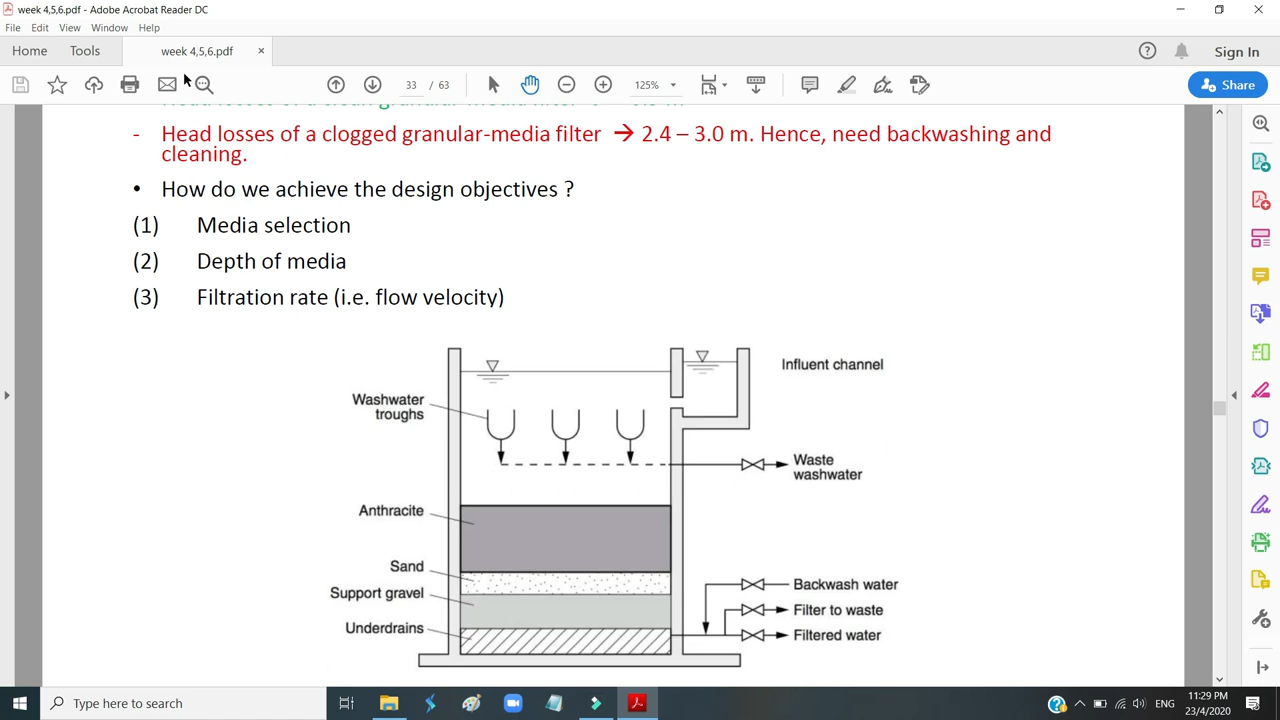 week 4,5,6.pdf - Adobe Acrobat Reader DC
File Edit View Window Help
Home Tools week 4,5,6.pdf × Sign In
33 / 63 125% Share
- Head losses of a clogged granular-media filter → 2.4 – 3.0 m. Hence, need backwashing and
cleaning.
• How do we achieve the design objectives ?
(1) Media selection
(2) Depth of media
(3) Filtration rate (i.e. flow velocity)
Influent channel
Washwater
troughs
Waste
washwater
Anthracite
Sand
Support gravel
Underdrains
Backwash water
Filter to waste
Filtered water
Type here to search
ENG
11:29 PM
23/4/2020